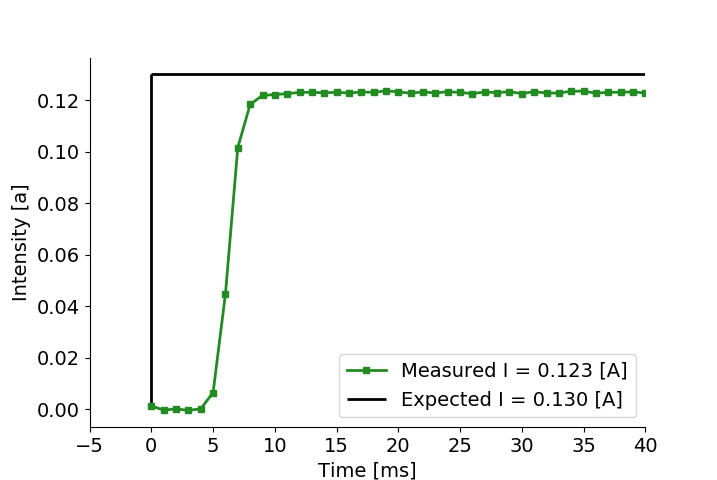 0.12
0.10
0.08
0.06
0.04
0.02
0.00
Intensity [a]
Measured I = 0.123 [A]
Expected I = 0.130 [A]
−5 0 5 10 15 20 25 30 35 40
Time [ms]